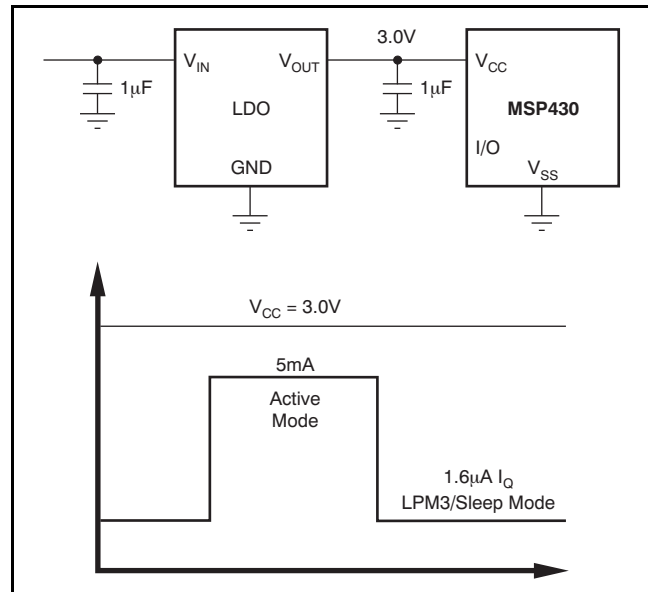 3.0V
V_IN
V_OUT
V_CC
1μF
LDO
1μF
MSP430
I/O
GND
V_SS
V_CC = 3.0V
5mA
Active
Mode
1.6μA I_Q
LPM3/Sleep Mode